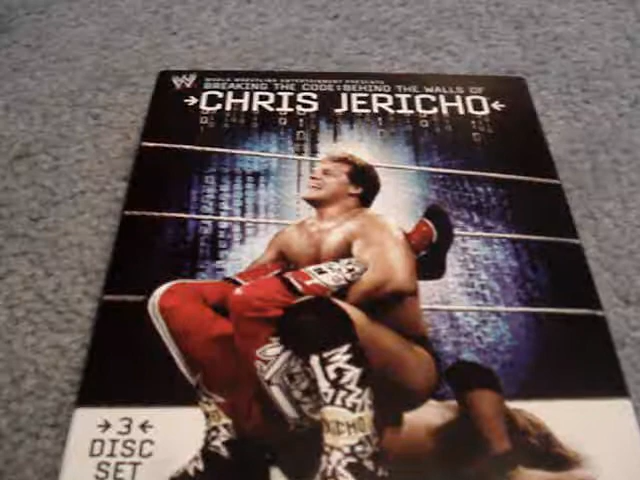 W
WORLD WRESTLING ENTERTAINMENT PRESENTS
BREAKING THE CODE: BEHIND THE WALLS OF
→CHRIS JERICHO←
→3←
DISC
SET